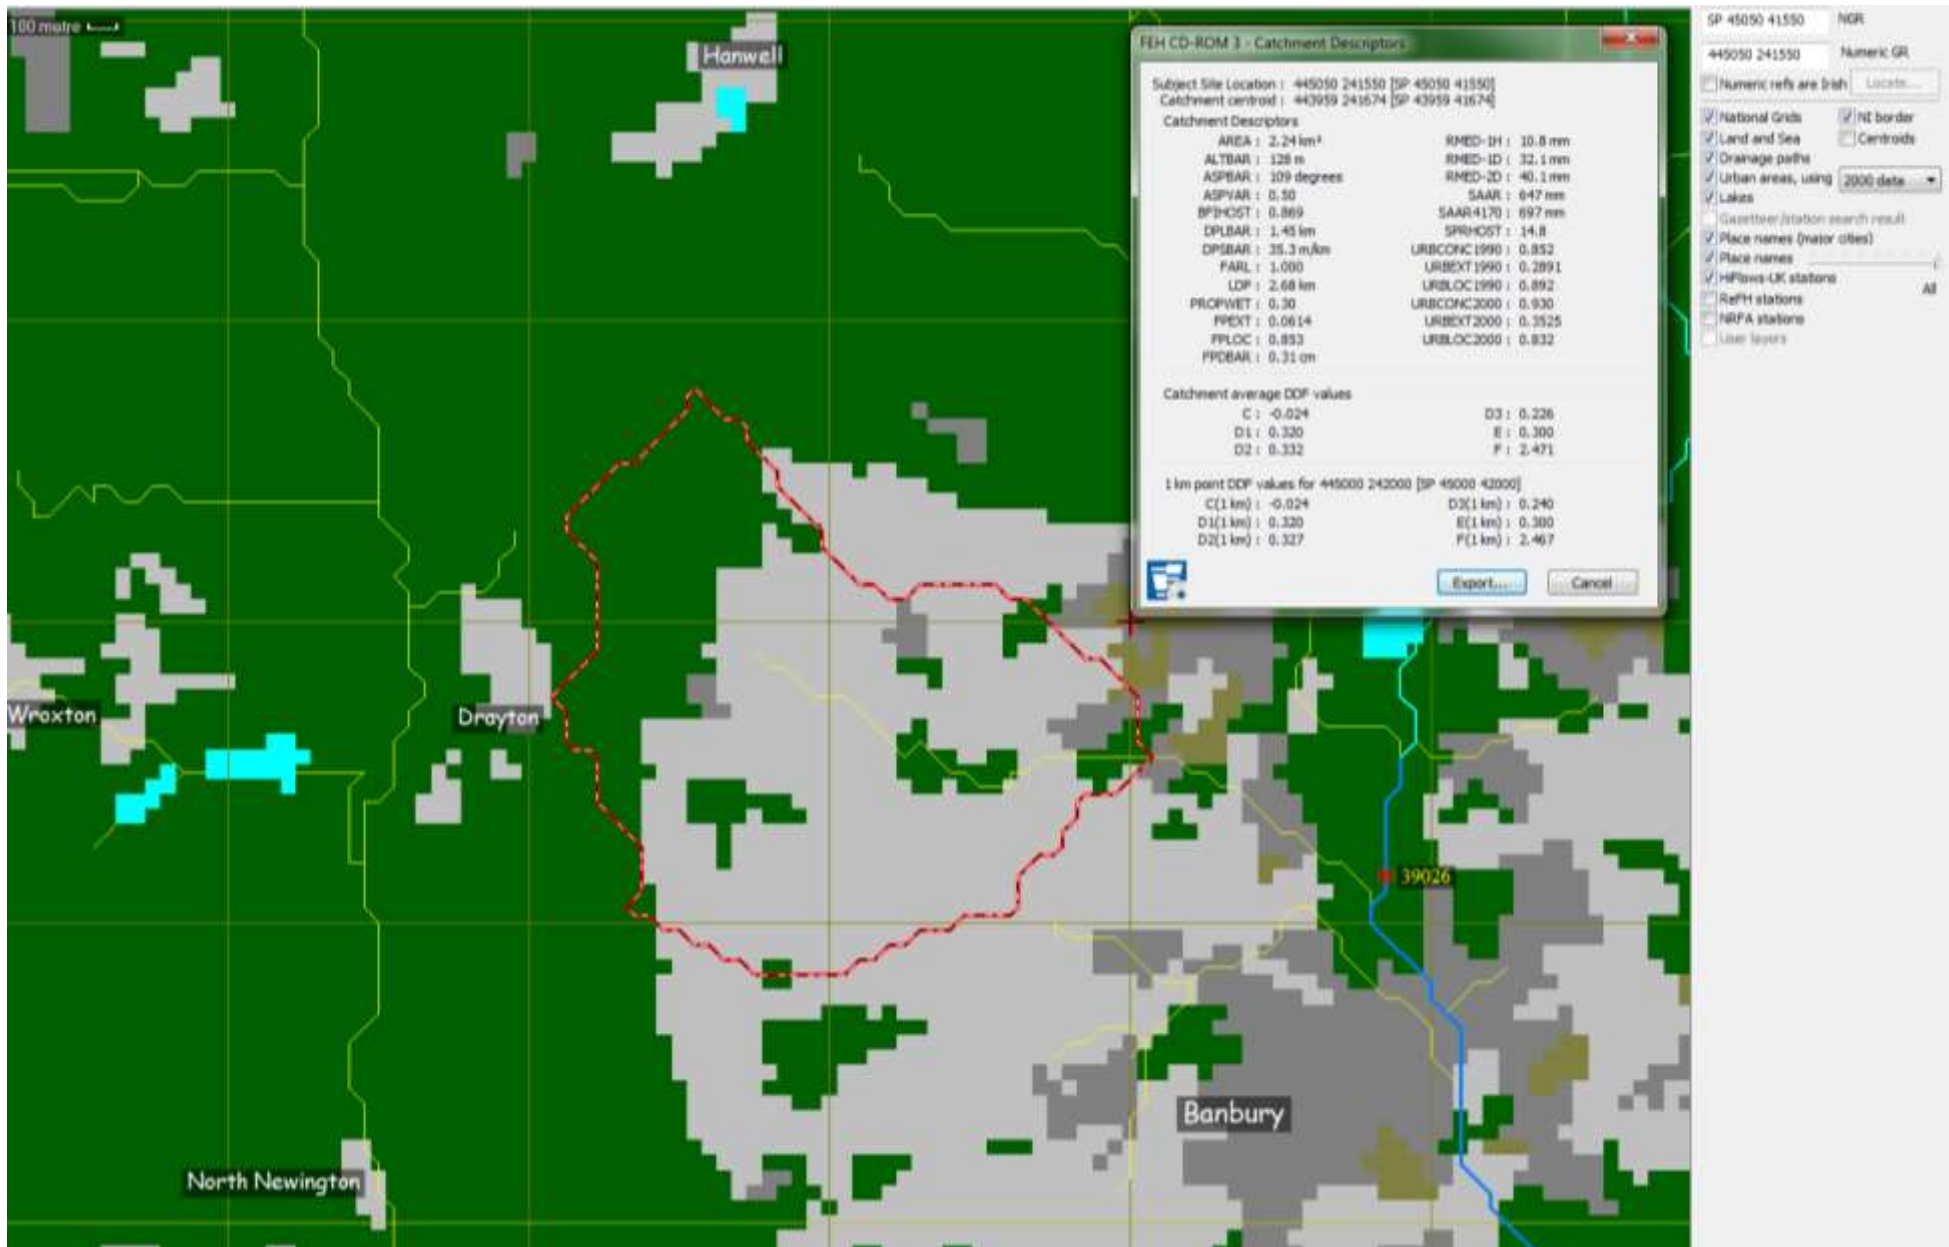 100 metre
Hanwell
Wroxton
Drayton
North Newington
Banbury
39026
FEH CD-ROM 3 - Catchment Descriptors
Subject Site Location : 445050 241550 [SP 45050 41550]
Catchment centroid : 443959 241674 [SP 43959 41674]
Catchment Descriptors
AREA : 2.24 km² RMED-1H : 10.8 mm
ALTBAR : 128 m RMED-1D : 32.1 mm
ASPBAR : 109 degrees RMED-2D : 40.1 mm
ASPVAR : 0.50 SAAR : 647 mm
BFIHOST : 0.869 SAAR4170 : 697 mm
DPLBAR : 1.45 km SPRHOST : 14.8
DPSBAR : 35.3 m/km URBCONC1990 : 0.852
FARL : 1.000 URBEXT1990 : 0.2891
LDP : 2.68 km URBLOC1990 : 0.892
PROPWET : 0.30 URBCONC2000 : 0.930
FPEXT : 0.0614 URBEXT2000 : 0.3525
FPLOC : 0.853 URBLOC2000 : 0.832
FPDBAR : 0.31 cm
Catchment average DDF values
C : -0.024 D3 : 0.226
D1 : 0.320 E : 0.300
D2 : 0.332 F : 2.471
1 km point DDF values for 445000 242000 [SP 45000 42000]
C(1 km) : -0.024 D3(1 km) : 0.240
D1(1 km) : 0.320 E(1 km) : 0.300
D2(1 km) : 0.327 F(1 km) : 2.467
Export... Cancel
SP 45050 41550 NGR
445050 241550 Numeric GR
Numeric refs are Irish Locate...
National Grids NI border
Land and Sea Centroids
Drainage paths
Urban areas, using 2000 data
Lakes
Gazetteer/station search result
Place names (major cities)
Place names
HiFlows-UK stations
All
ReFH stations
NRFA stations
User layers